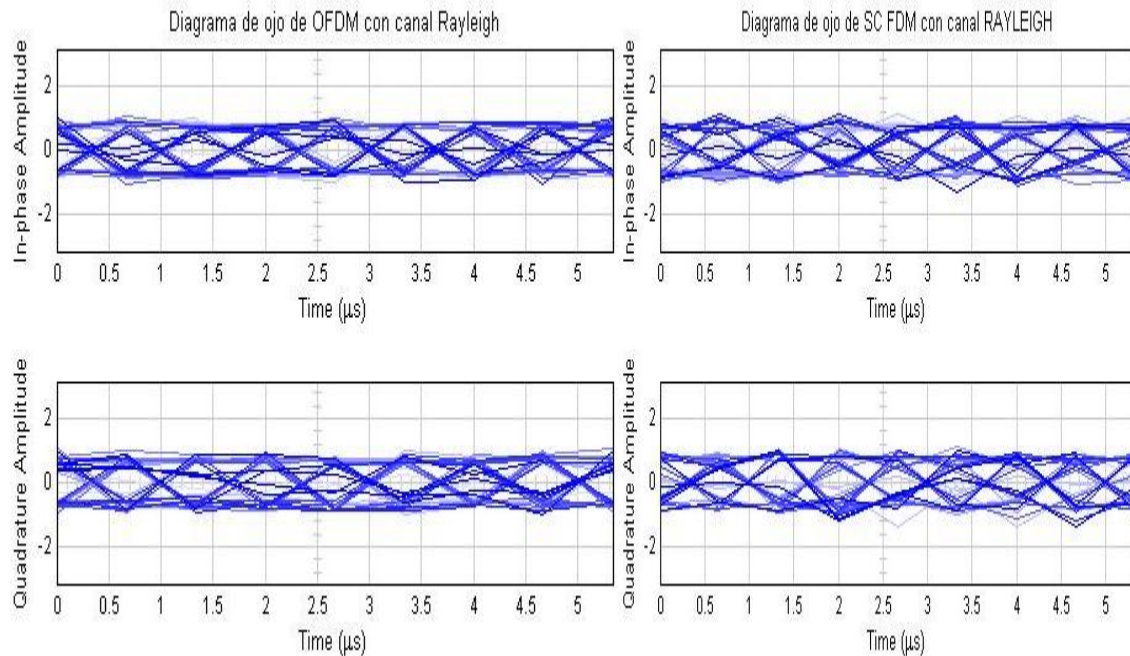 Diagrama de ojo de OFDM con canal Rayleigh
In-phase Amplitude
2
0
-2
0 0.5 1 1.5 2 2.5 3 3.5 4 4.5 5
Time (μs)
Diagrama de ojo de SC FDM con canal RAYLEIGH
In-phase Amplitude
2
0
-2
0 0.5 1 1.5 2 2.5 3 3.5 4 4.5 5
Time (μs)
Quadrature Amplitude
2
0
-2
0 0.5 1 1.5 2 2.5 3 3.5 4 4.5 5
Time (μs)
Quadrature Amplitude
2
0
-2
0 0.5 1 1.5 2 2.5 3 3.5 4 4.5 5
Time (μs)